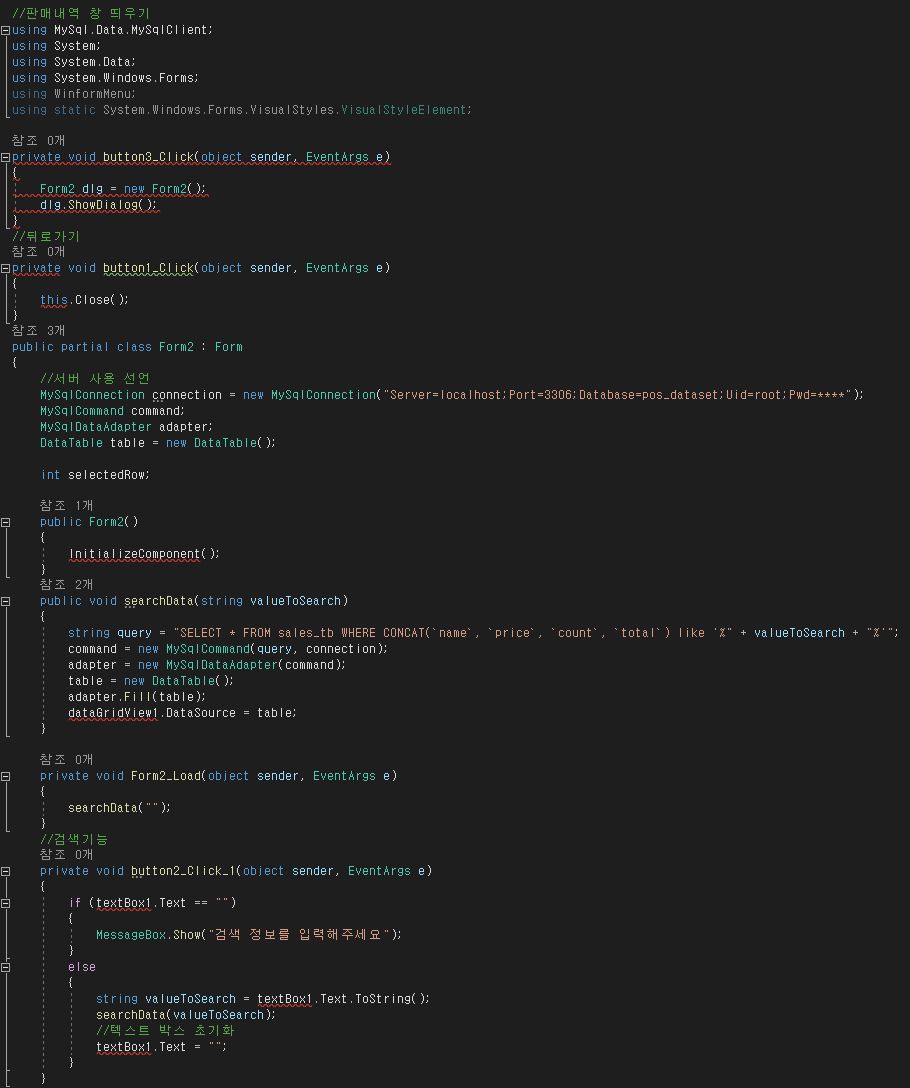 //판매내역 창 띄우기
using MySql.Data.MySqlClient;
using System;
using System.Data;
using System.Windows.Forms;
using WinformMenu;
using static System.Windows.Forms.VisualStyles.VisualStyleElement;
참조 0개
private void button3_Click(object sender, EventArgs e)
{
Form2 dlg = new Form2();
dlg.ShowDialog();
}
//뒤로가기
참조 0개
private void button1_Click(object sender, EventArgs e)
{
this.Close();
}
참조 3개
public partial class Form2 : Form
{
//서버 사용 선언
MySqlConnection connection = new MySqlConnection("Server=localhost;Port=3306;Database=pos_dataset;Uid=root;Pwd=****");
MySqlCommand command;
MySqlDataAdapter adapter;
DataTable table = new DataTable();
int selectedRow;
참조 1개
public Form2()
{
InitializeComponent();
}
참조 2개
public void searchData(string valueToSearch)
{
string query = "SELECT * FROM sales_tb WHERE CONCAT(`name`, `price`, `count`, `total`) like '%" + valueToSearch + "%'";
command = new MySqlCommand(query, connection);
adapter = new MySqlDataAdapter(command);
table = new DataTable();
adapter.Fill(table);
dataGridView1.DataSource = table;
}
참조 0개
private void Form2_Load(object sender, EventArgs e)
{
searchData("");
}
//검색기능
참조 0개
private void button2_Click_1(object sender, EventArgs e)
{
if (textBox1.Text == "")
{
MessageBox.Show("검색 정보를 입력해주세요");
}
else
{
string valueToSearch = textBox1.Text.ToString();
searchData(valueToSearch);
//텍스트 박스 초기화
textBox1.Text = "";
}
}